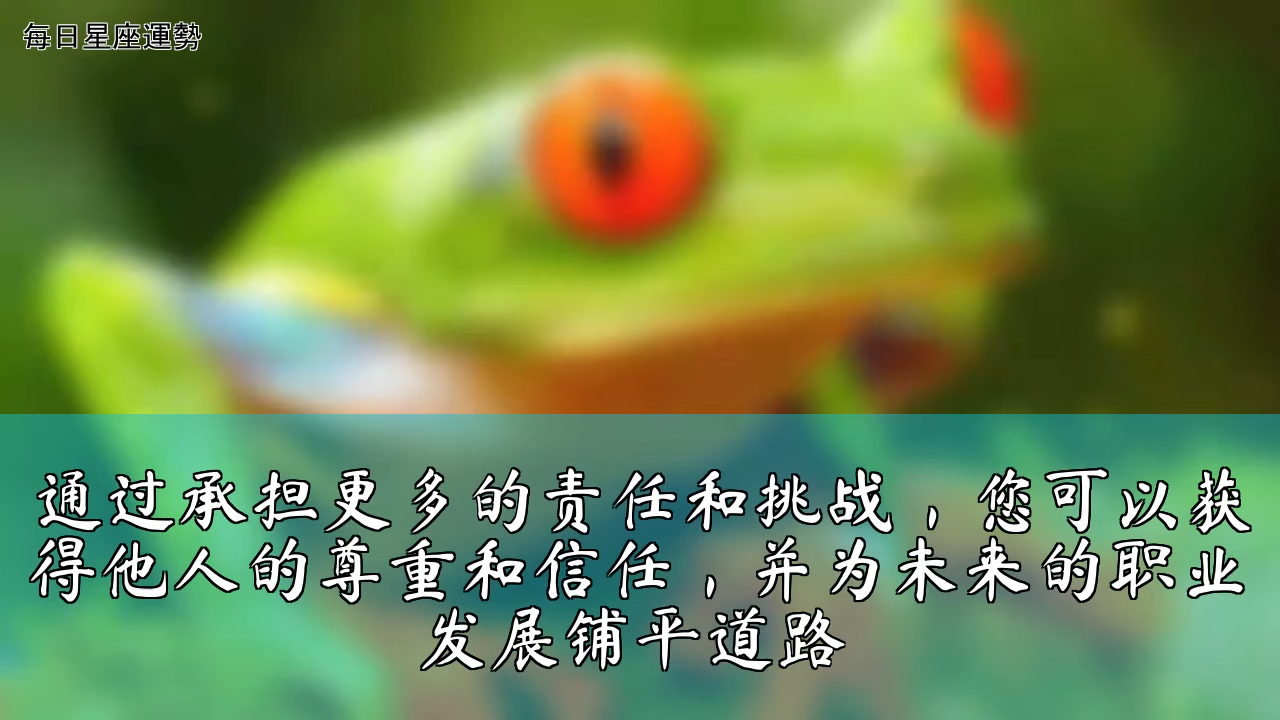 每日星座運勢
通过承担更多的责任和挑战，您可以获
得他人的尊重和信任，并为未来的职业
发展铺平道路